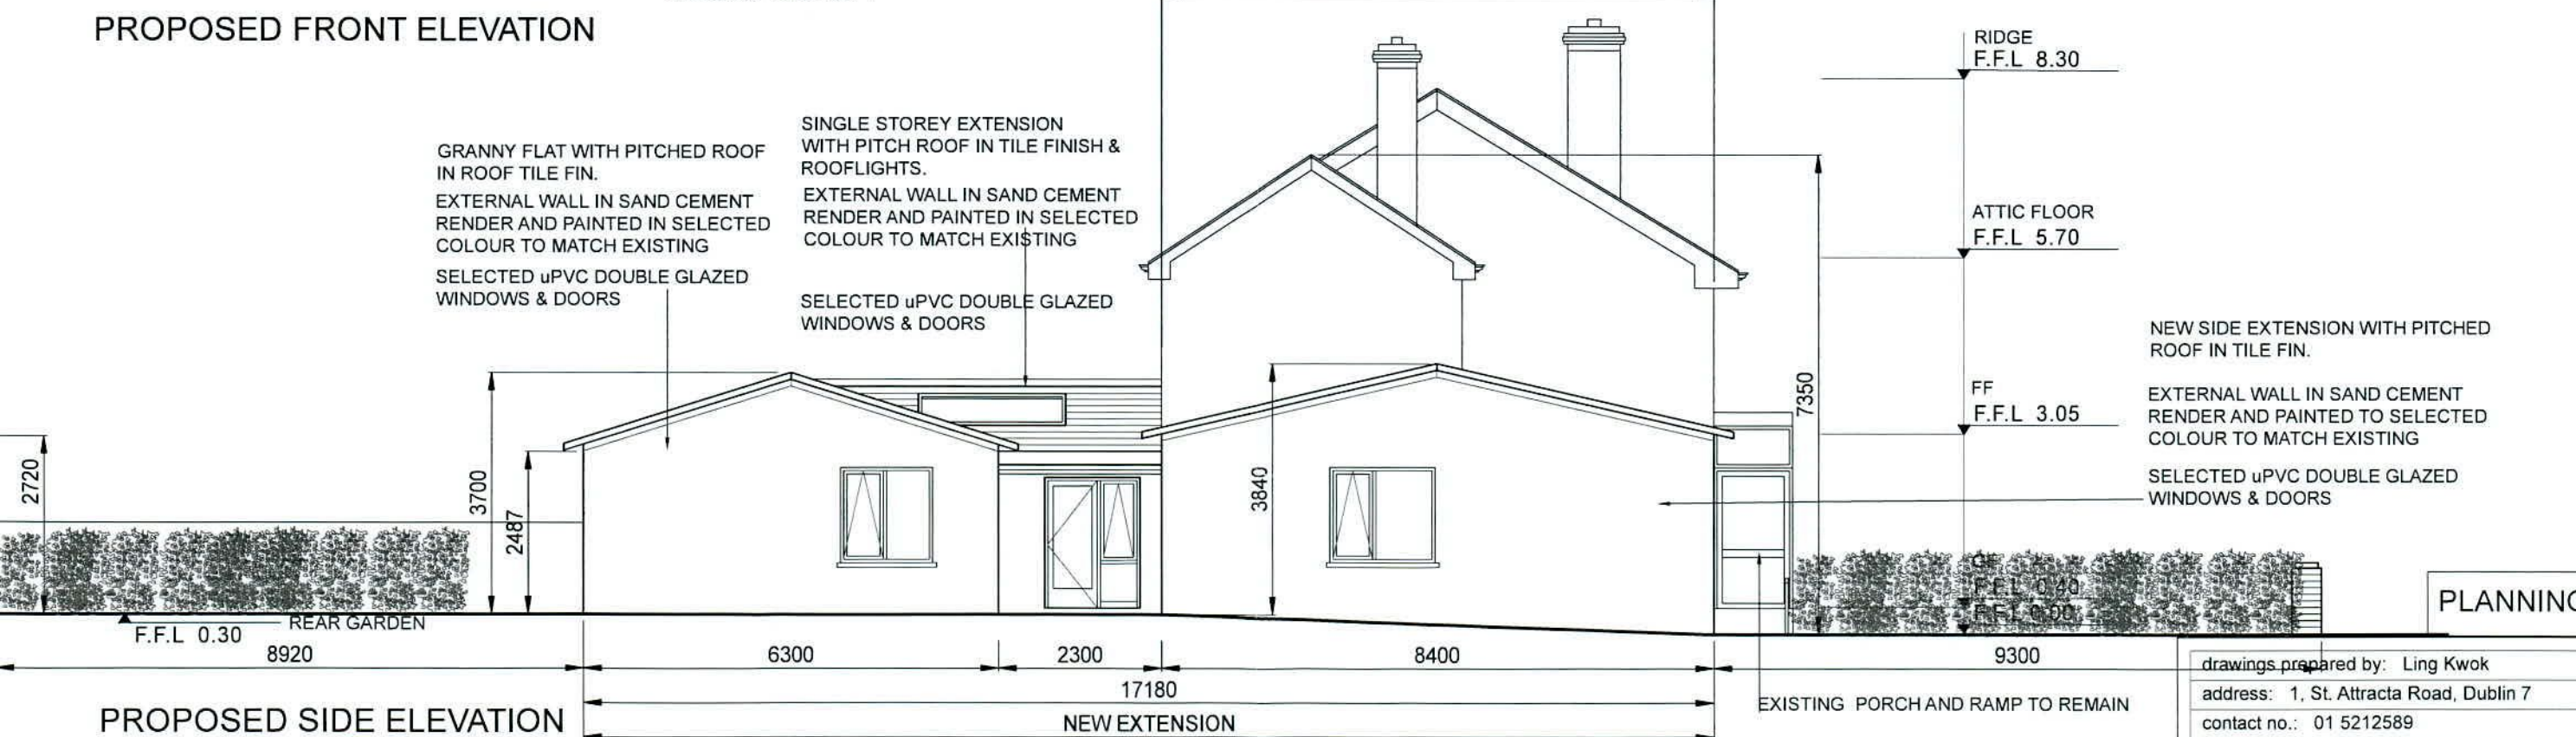 PROPOSED FRONT ELEVATION
GRANNY FLAT WITH PITCHED ROOF
IN ROOF TILE FIN.
EXTERNAL WALL IN SAND CEMENT
RENDER AND PAINTED IN SELECTED
COLOUR TO MATCH EXISTING
SELECTED uPVC DOUBLE GLAZED
WINDOWS & DOORS
SINGLE STOREY EXTENSION
WITH PITCH ROOF IN TILE FINISH &
ROOFLIGHTS.
EXTERNAL WALL IN SAND CEMENT
RENDER AND PAINTED IN SELECTED
COLOUR TO MATCH EXISTING
SELECTED uPVC DOUBLE GLAZED
WINDOWS & DOORS
RIDGE
F.F.L 8.30
ATTIC FLOOR
F.F.L 5.70
FF
F.F.L 3.05
GF
F.F.L 0.40
F.F.L 0.00
NEW SIDE EXTENSION WITH PITCHED
ROOF IN TILE FIN.
EXTERNAL WALL IN SAND CEMENT
RENDER AND PAINTED TO SELECTED
COLOUR TO MATCH EXISTING
SELECTED uPVC DOUBLE GLAZED
WINDOWS & DOORS
2720
3700
2487
3840
7350
F.F.L 0.30
REAR GARDEN
8920
6300
2300
8400
9300
17180
NEW EXTENSION
EXISTING PORCH AND RAMP TO REMAIN
PROPOSED SIDE ELEVATION
PLANNING
drawings prepared by: Ling Kwok
address: 1, St. Attracta Road, Dublin 7
contact no.: 01 5212589